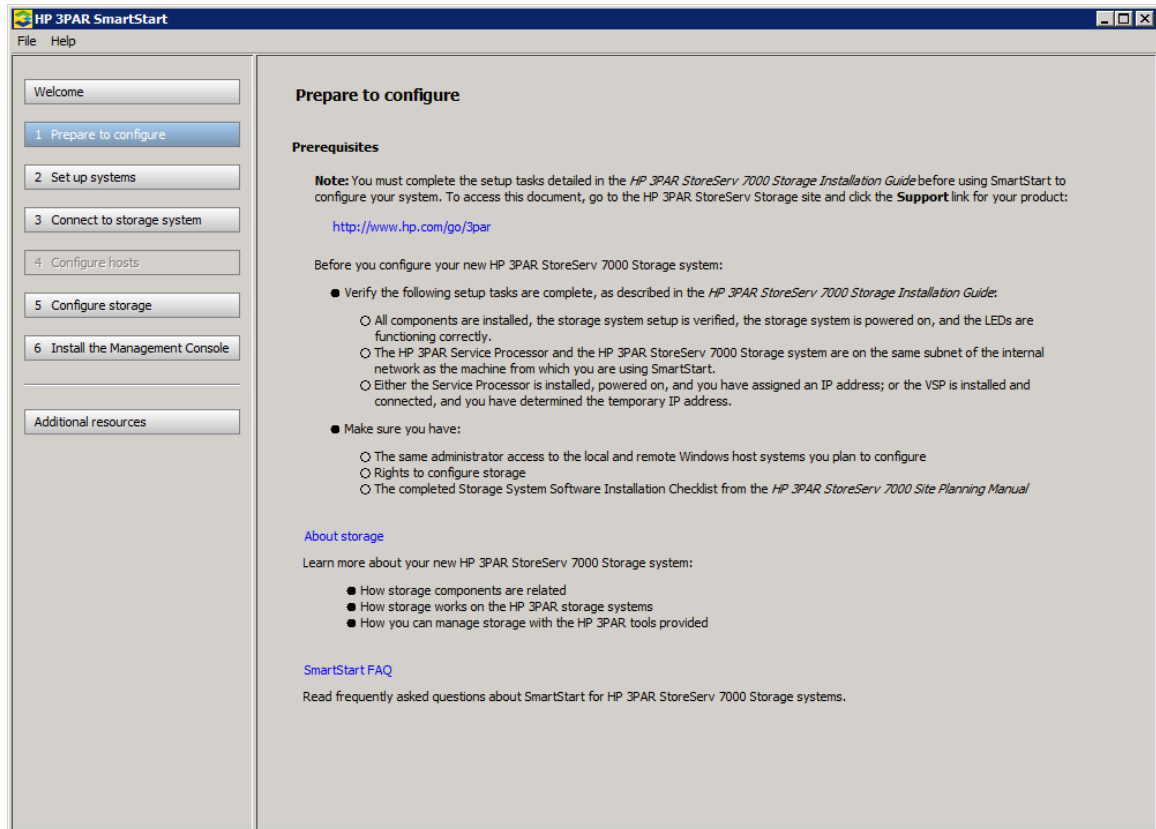 HP 3PAR SmartStart
File Help
Welcome
1 Prepare to configure
2 Set up systems
3 Connect to storage system
4 Configure hosts
5 Configure storage
6 Install the Management Console
Additional resources
Prepare to configure
Prerequisites
Note: You must complete the setup tasks detailed in the HP 3PAR StoreServ 7000 Storage Installation Guide before using SmartStart to
configure your system. To access this document, go to the HP 3PAR StoreServ Storage site and click the Support link for your product:
http://www.hp.com/go/3par
Before you configure your new HP 3PAR StoreServ 7000 Storage system:
Verify the following setup tasks are complete, as described in the HP 3PAR StoreServ 7000 Storage Installation Guide:
All components are installed, the storage system setup is verified, the storage system is powered on, and the LEDs are
functioning correctly.
The HP 3PAR Service Processor and the HP 3PAR StoreServ 7000 Storage system are on the same subnet of the internal
network as the machine from which you are using SmartStart.
Either the Service Processor is installed, powered on, and you have assigned an IP address; or the VSP is installed and
connected, and you have determined the temporary IP address.
Make sure you have:
The same administrator access to the local and remote Windows host systems you plan to configure
Rights to configure storage
The completed Storage System Software Installation Checklist from the HP 3PAR StoreServ 7000 Site Planning Manual
About storage
Learn more about your new HP 3PAR StoreServ 7000 Storage system:
How storage components are related
How storage works on the HP 3PAR storage systems
How you can manage storage with the HP 3PAR tools provided
SmartStart FAQ
Read frequently asked questions about SmartStart for HP 3PAR StoreServ 7000 Storage systems.